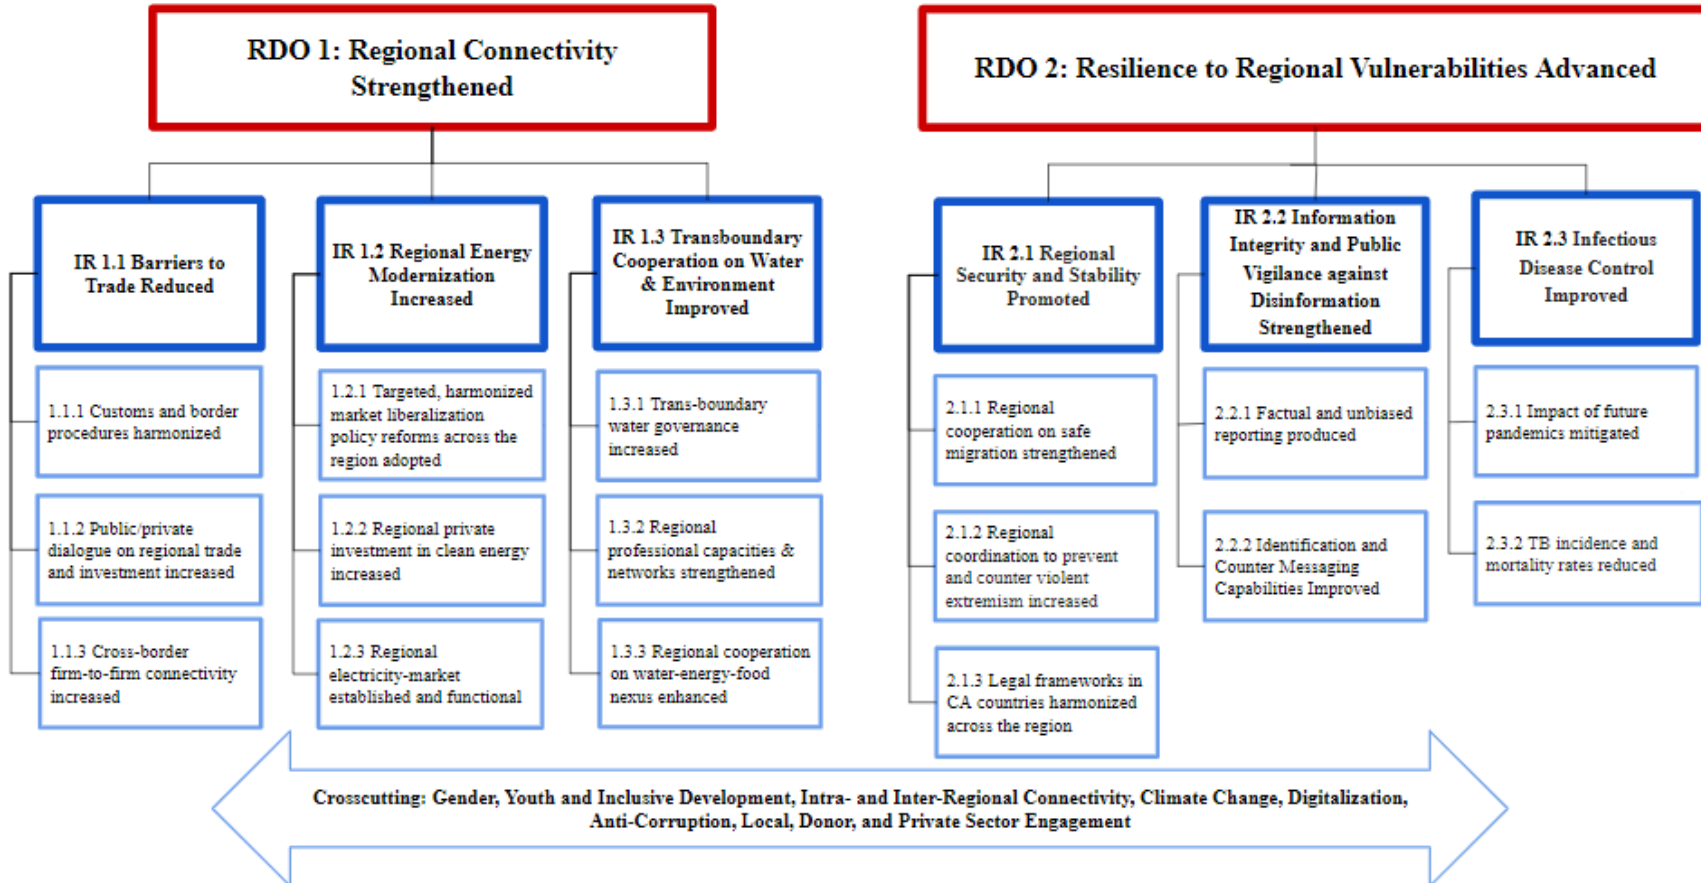 RDO 1: Regional Connectivity
Strengthened
RDO 2: Resilience to Regional Vulnerabilities Advanced
IR 1.1 Barriers to
Trade Reduced
1.1.1 Customs and border
procedures harmonized
1.1.2 Public/private
dialogue on regional trade
and investment increased
1.1.3 Cross-border
firm-to-firm connectivity
increased
IR 1.2 Regional Energy
Modernization
Increased
1.2.1 Targeted, harmonized
market liberalization
policy reforms across the
region adopted
1.2.2 Regional private
investment in clean energy
increased
1.2.3 Regional
electricity-market
established and functional
IR 1.3 Transboundary
Cooperation on Water
& Environment
Improved
1.3.1 Trans-boundary
water governance
increased
1.3.2 Regional
professional capacities &
networks strengthened
1.3.3 Regional cooperation
on water-energy-food
nexus enhanced
IR 2.1 Regional
Security and Stability
Promoted
2.1.1 Regional
cooperation on safe
migration strengthened
2.1.2 Regional
coordination to prevent
and counter violent
extremism increased
2.1.3 Legal frameworks in
CA countries harmonized
across the region
IR 2.2 Information
Integrity and Public
Vigilance against
Disinformation
Strengthened
2.2.1 Factual and unbiased
reporting produced
2.2.2 Identification and
Counter Messaging
Capabilities Improved
IR 2.3 Infectious
Disease Control
Improved
2.3.1 Impact of future
pandemics mitigated
2.3.2 TB incidence and
mortality rates reduced
Crosscutting: Gender, Youth and Inclusive Development, Intra- and Inter-Regional Connectivity, Climate Change, Digitalization,
Anti-Corruption, Local, Donor, and Private Sector Engagement